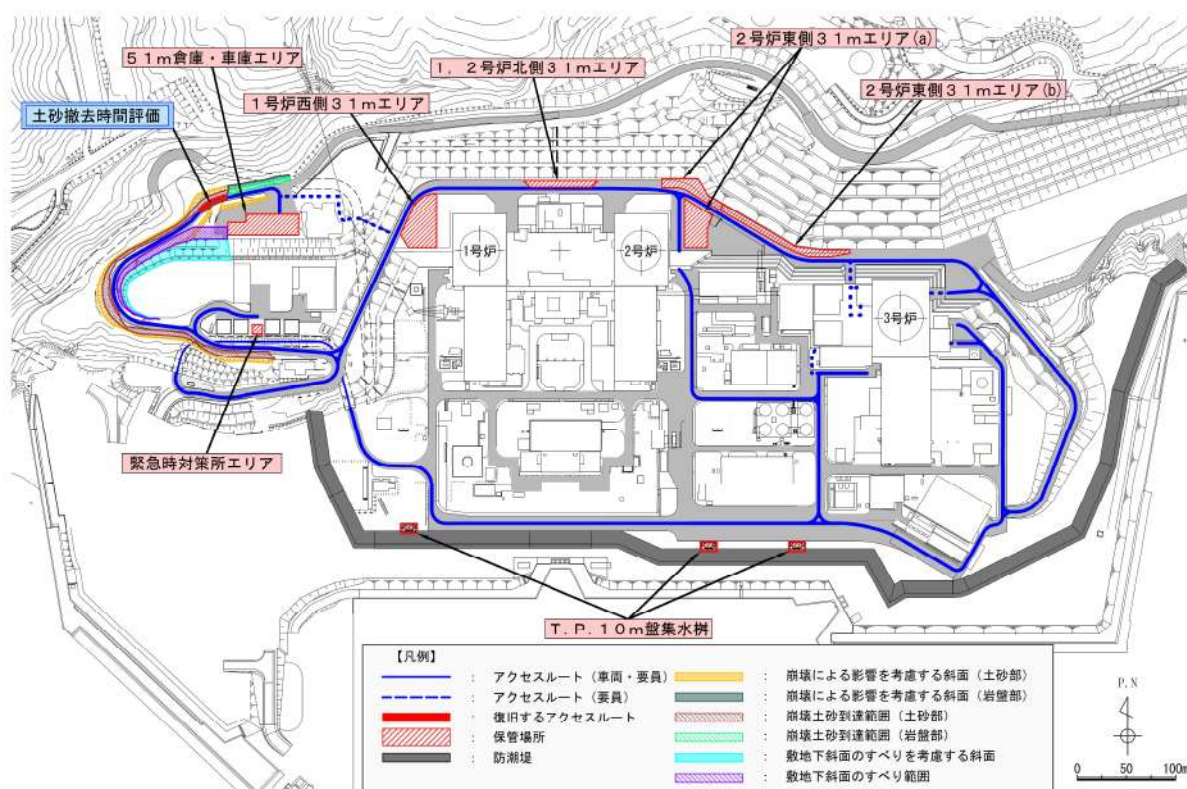 ２号炉東側３１ｍエリア(a)
５１ｍ倉庫・車庫エリア
１，２号炉北側３１ｍエリア
２号炉東側３１ｍエリア(b)
１号炉西側３１ｍエリア
土砂撤去時間評価
1号炉
2号炉
3号炉
緊急時対策所エリア
Ｔ．Ｐ．１０ｍ盤集水桝
【凡例】
： アクセスルート（車両・要員）
： アクセスルート（要員）
： 復旧するアクセスルート
： 保管場所
： 防潮堤
： 崩壊による影響を考慮する斜面（土砂部）
： 崩壊による影響を考慮する斜面（岩盤部）
： 崩壊土砂到達範囲（土砂部）
： 崩壊土砂到達範囲（岩盤部）
： 敷地下斜面のすべりを考慮する斜面
： 敷地下斜面のすべり範囲
P.N
0 50 100m